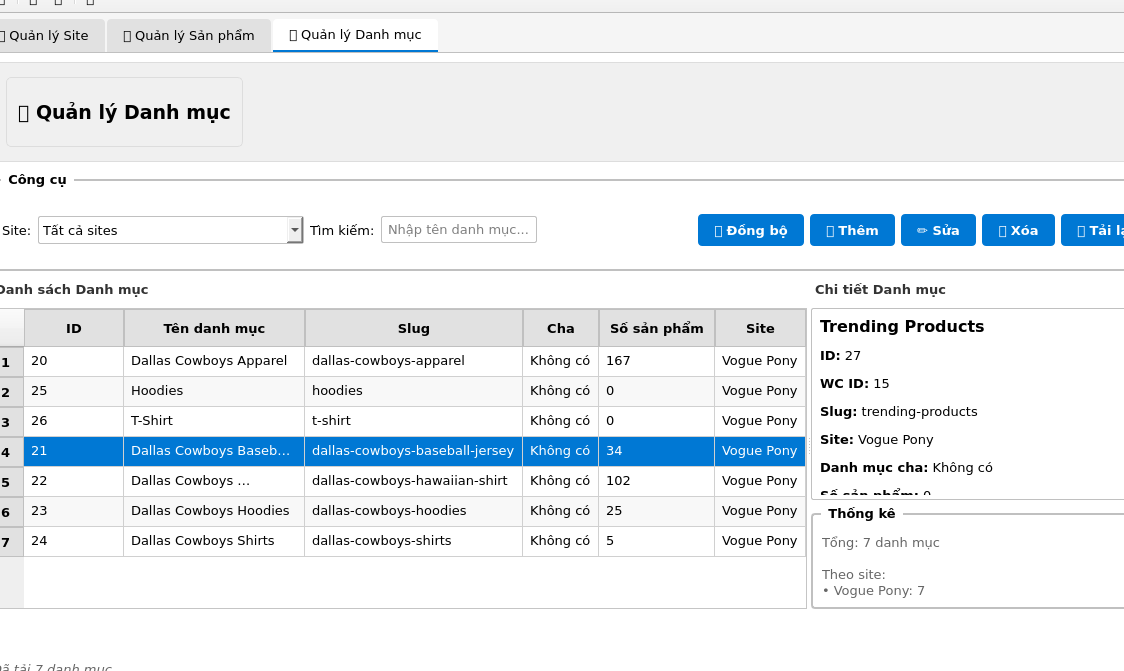 Quản lý Site
Quản lý Sản phẩm
Quản lý Danh mục
Quản lý Danh mục
Công cụ
Site:
Tất cả sites
Tìm kiếm:
Nhập tên danh mục...
Đồng bộ
Thêm
✏ Sửa
Xóa
Tải
Danh sách Danh mục
ID Tên danh mục Slug Cha Số sản phẩm Site
1 20 Dallas Cowboys Apparel dallas-cowboys-apparel Không có 167 Vogue Pony
2 25 Hoodies hoodies Không có 0 Vogue Pony
3 26 T-Shirt t-shirt Không có 0 Vogue Pony
4 21 Dallas Cowboys Baseb... dallas-cowboys-baseball-jersey Không có 34 Vogue Pony
5 22 Dallas Cowboys ... dallas-cowboys-hawaiian-shirt Không có 102 Vogue Pony
6 23 Dallas Cowboys Hoodies dallas-cowboys-hoodies Không có 25 Vogue Pony
7 24 Dallas Cowboys Shirts dallas-cowboys-shirts Không có 5 Vogue Pony
Chi tiết Danh mục
Trending Products
ID: 27
WC ID: 15
Slug: trending-products
Site: Vogue Pony
Danh mục cha: Không có
Số sản phẩm: 0
Thống kê
Tổng: 7 danh mục
Theo site:
• Vogue Pony: 7
Đã tải 7 danh mục